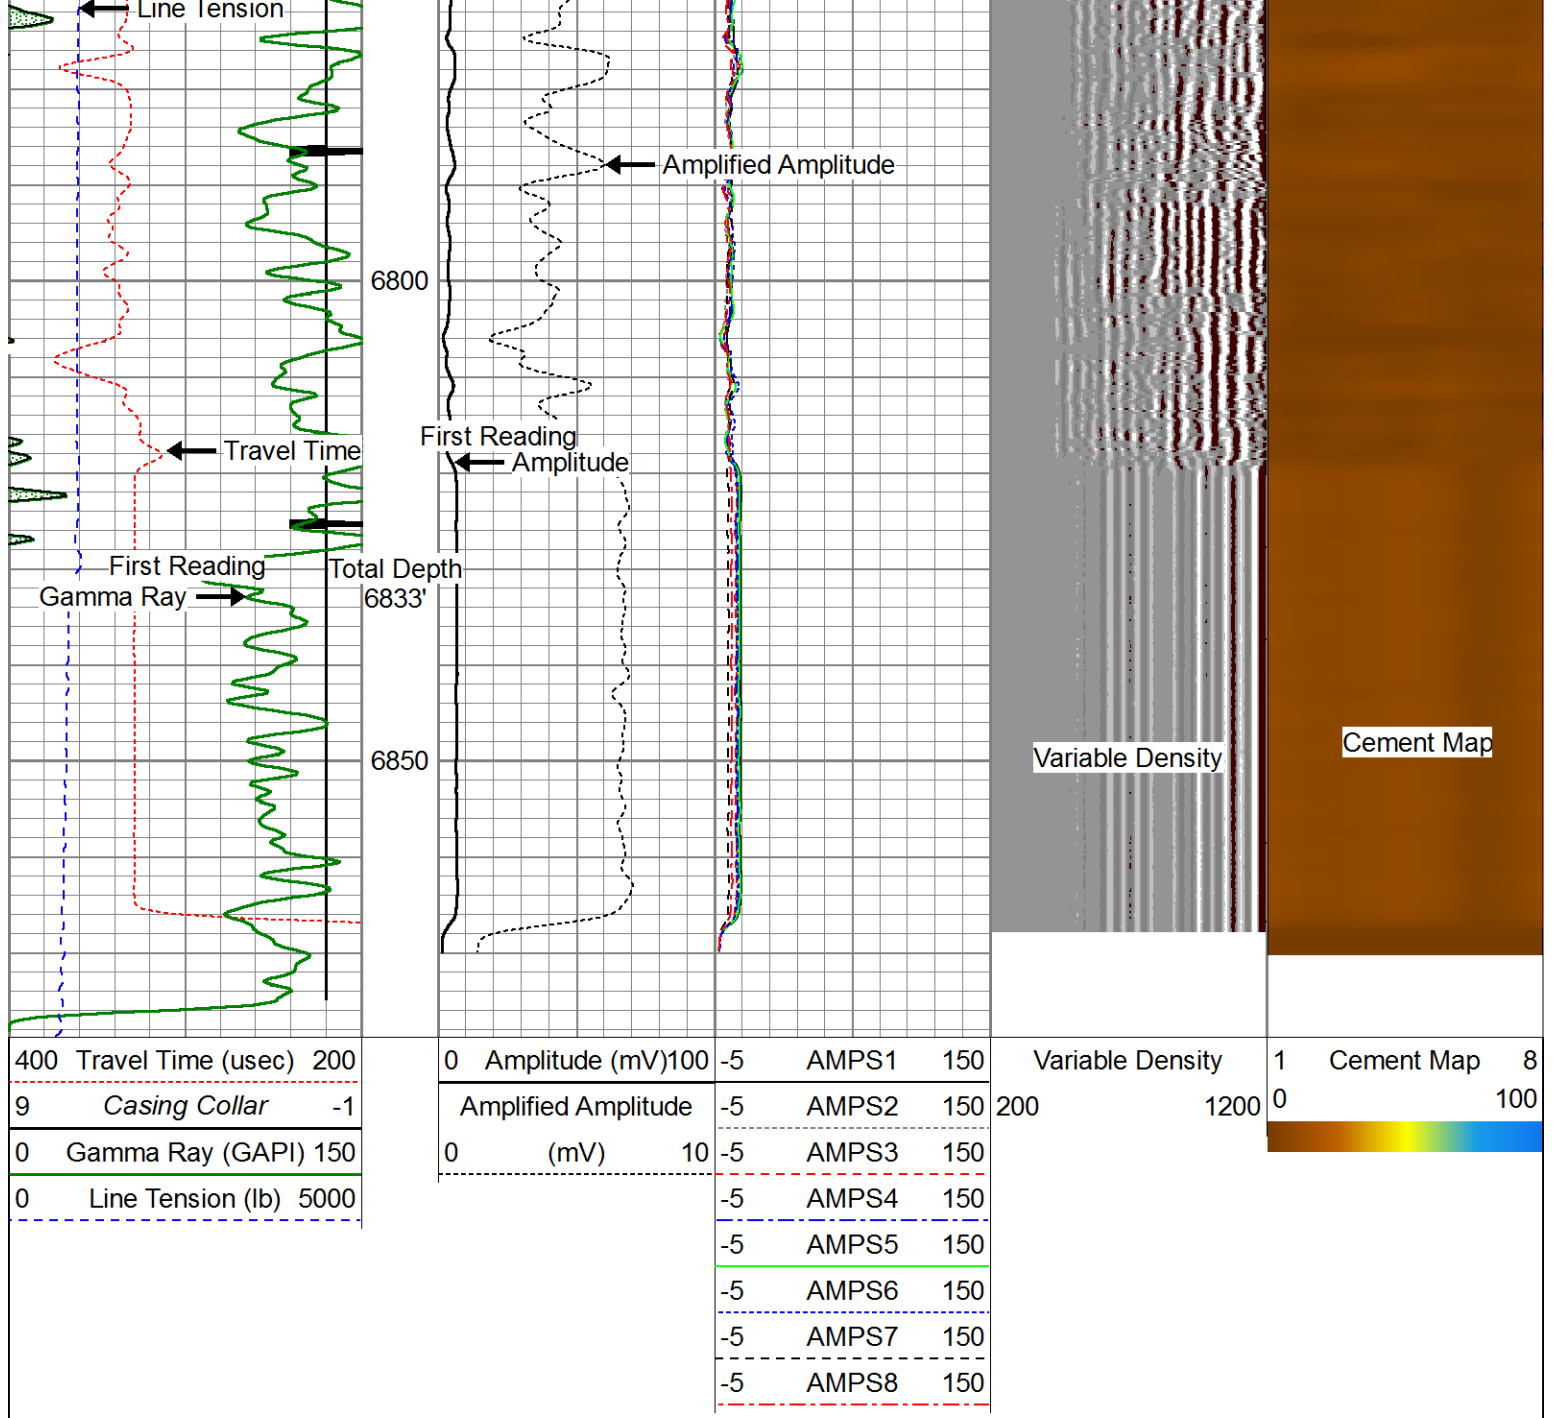 Line Tension
Amplified Amplitude
6800
First Reading
Travel Time
Amplitude
First Reading
Total Depth
Gamma Ray
6833'
Cement Map
Variable Density
6850
400 Travel Time (usec) 200
9 Casing Collar -1
0 Gamma Ray (GAPI) 150
0 Line Tension (lb) 5000
0 Amplitude (mV) 100
Amplified Amplitude
0 (mV) 10
-5 AMPS1 150
-5 AMPS2 150
-5 AMPS3 150
-5 AMPS4 150
-5 AMPS5 150
-5 AMPS6 150
-5 AMPS7 150
-5 AMPS8 150
Variable Density
200 1200
1 Cement Map 8
0 100